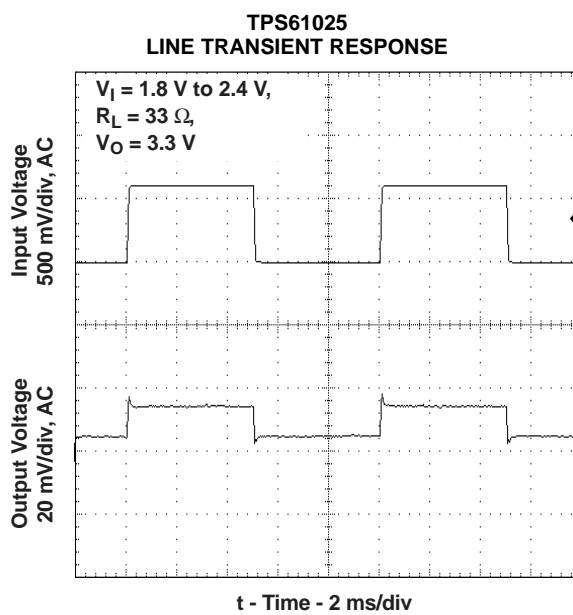 TPS61025
LINE TRANSIENT RESPONSE
V_I = 1.8 V to 2.4 V,
R_L = 33 Ω,
V_O = 3.3 V
Input Voltage
500 mV/div, AC
Output Voltage
20 mV/div, AC
t - Time - 2 ms/div